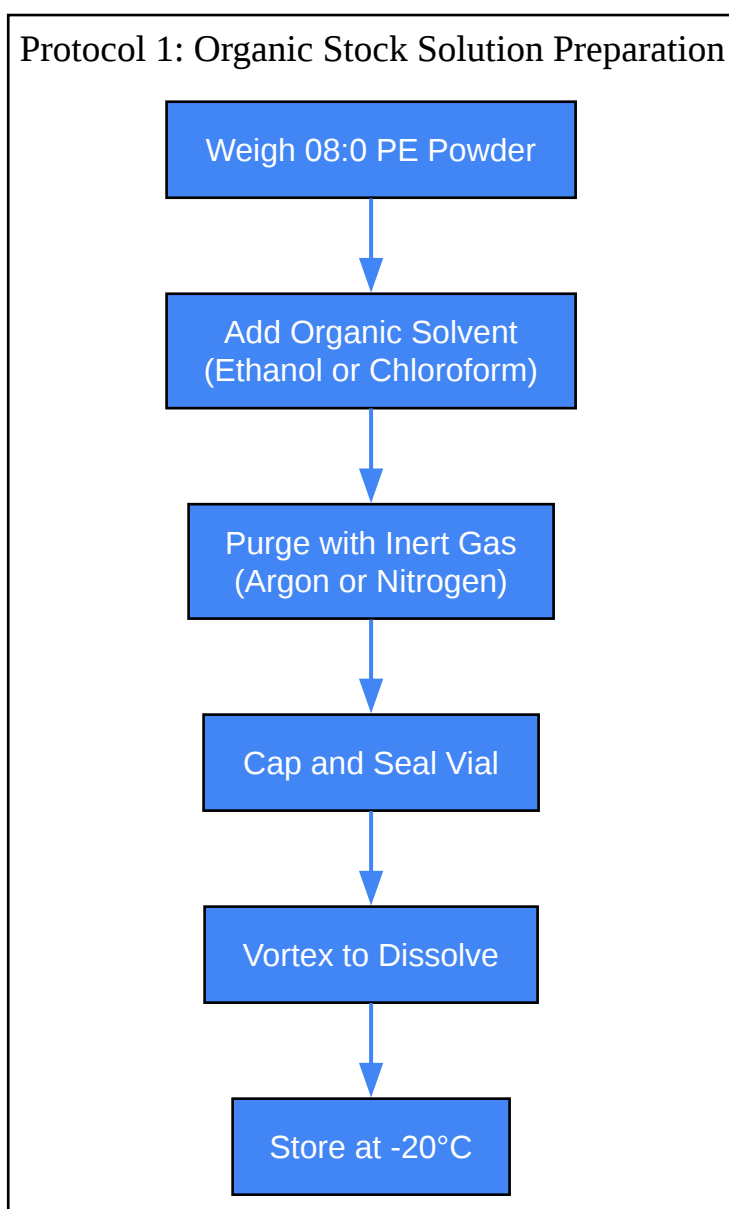 Protocol 1: Organic Stock Solution Preparation
Weigh 08:0 PE Powder
Add Organic Solvent
(Ethanol or Chloroform)
Purge with Inert Gas
(Argon or Nitrogen)
Cap and Seal Vial
Vortex to Dissolve
Store at -20°C